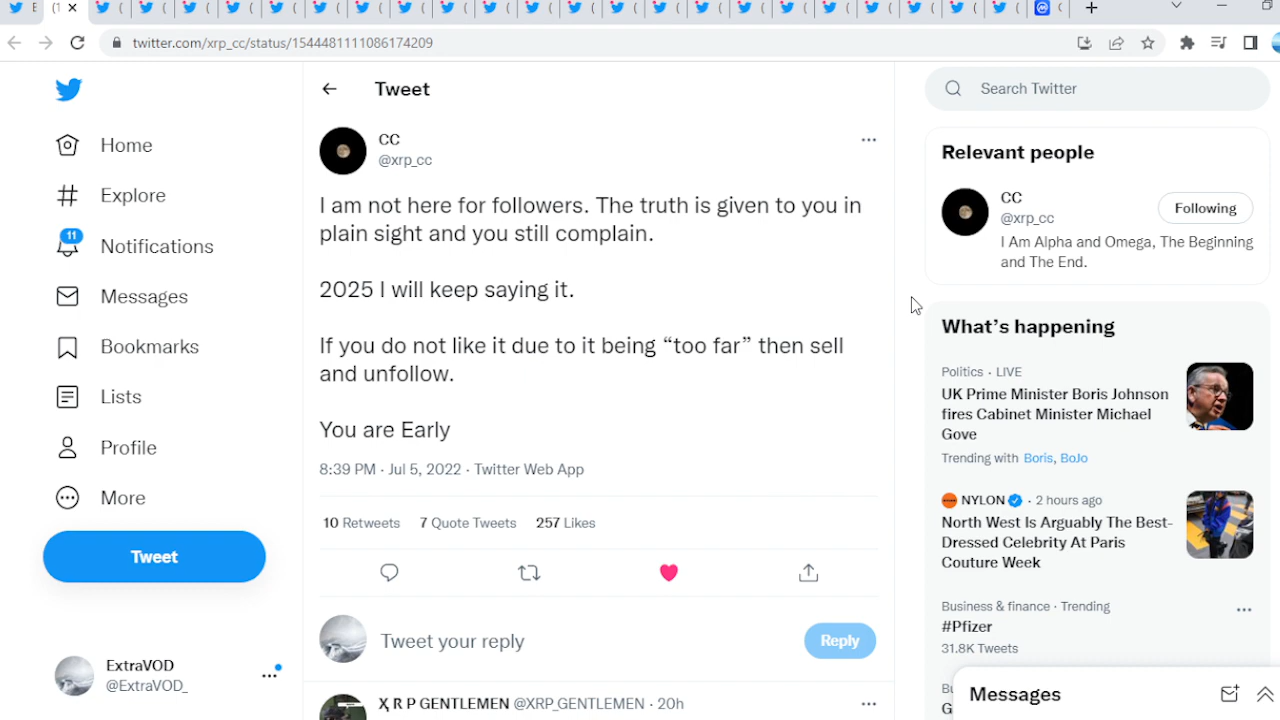 twitter.com/xrp_cc/status/1544481111086174209
Tweet
Search Twitter
Home
Explore
11
Notifications
Messages
Bookmarks
Lists
Profile
More
Tweet
ExtraVOD
@ExtraVOD_
CC
@xrp_cc
I am not here for followers. The truth is given to you in
plain sight and you still complain.
2025 I will keep saying it.
If you do not like it due to it being “too far” then sell
and unfollow.
You are Early
8:39 PM · Jul 5, 2022 · Twitter Web App
10 Retweets 7 Quote Tweets 257 Likes
Tweet your reply
Reply
X R P GENTLEMEN @XRP_GENTLEMEN · 20h
Relevant people
CC
@xrp_cc
Following
I Am Alpha and Omega, The Beginning
and The End.
What’s happening
Politics · LIVE
UK Prime Minister Boris Johnson
fires Cabinet Minister Michael
Gove
Trending with Boris, BoJo
NYLON · 2 hours ago
North West Is Arguably The Best-
Dressed Celebrity At Paris
Couture Week
Business & finance · Trending
#Pfizer
31.8K Tweets
Messages